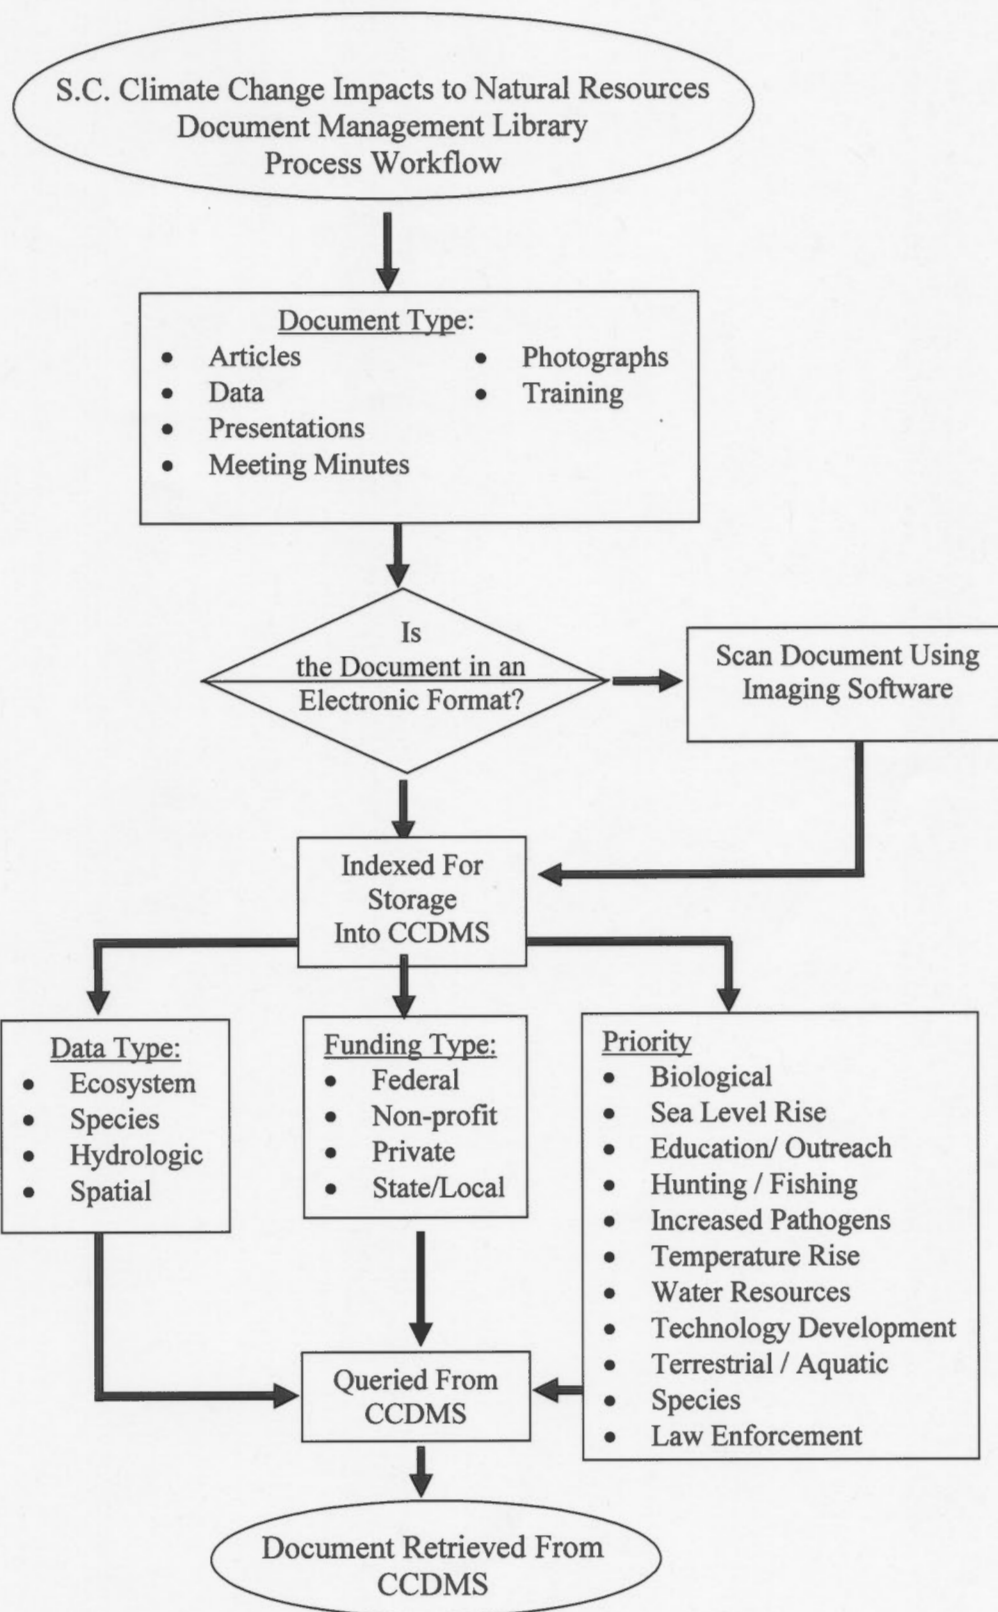 S.C. Climate Change Impacts to Natural Resources
Document Management Library
Process Workflow
Document Type:
• Articles
• Data
• Presentations
• Meeting Minutes
• Photographs
• Training
Is
the Document in an
Electronic Format?
Scan Document Using
Imaging Software
Indexed For
Storage
Into CCDMS
Data Type:
• Ecosystem
• Species
• Hydrologic
• Spatial
Funding Type:
• Federal
• Non-profit
• Private
• State/Local
Priority
• Biological
• Sea Level Rise
• Education/ Outreach
• Hunting / Fishing
• Increased Pathogens
• Temperature Rise
• Water Resources
• Technology Development
• Terrestrial / Aquatic
• Species
• Law Enforcement
Queried From
CCDMS
Document Retrieved From
CCDMS